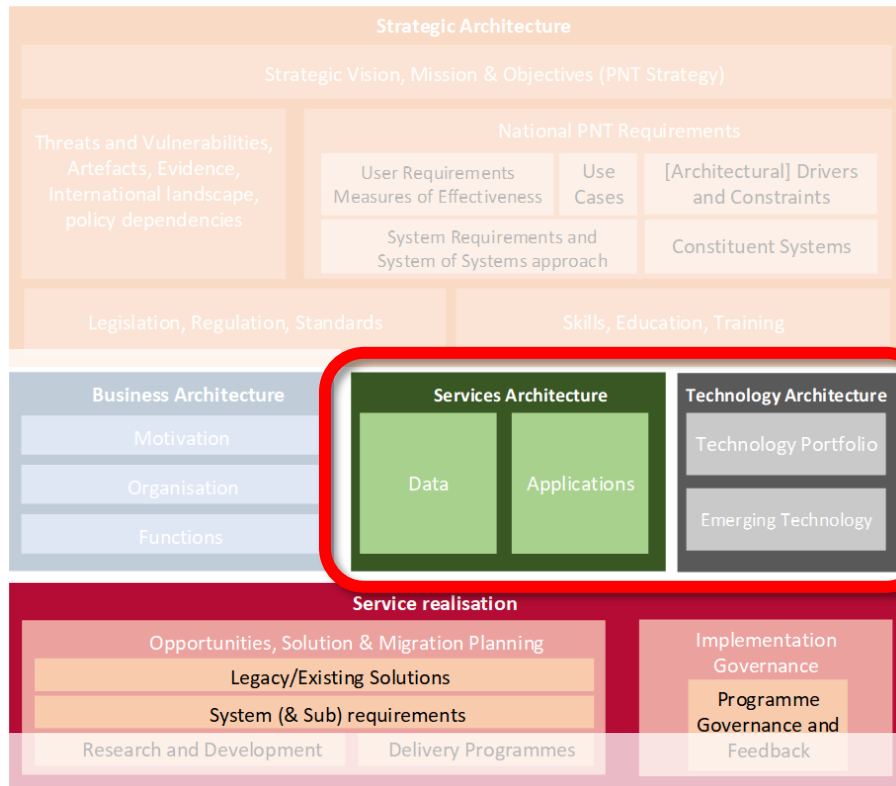 Strategic Architecture
Strategic Vision, Mission & Objectives (PNT Strategy)
Threats and Vulnerabilities,
Artefacts, Evidence,
International landscape,
policy dependencies
National PNT Requirements
User Requirements
Measures of Effectiveness
Use
Cases
[Architectural] Drivers
and Constraints
System Requirements and
System of Systems approach
Constituent Systems
Legislation, Regulation, Standards
Skills, Education, Training
Business Architecture
Motivation
Organisation
Functions
Services Architecture
Data
Applications
Technology Architecture
Technology Portfolio
Emerging Technology
Service realisation
Opportunities, Solution & Migration Planning
Legacy/Existing Solutions
System (& Sub) requirements
Research and Development
Delivery Programmes
Implementation
Governance
Programme
Governance and
Feedback